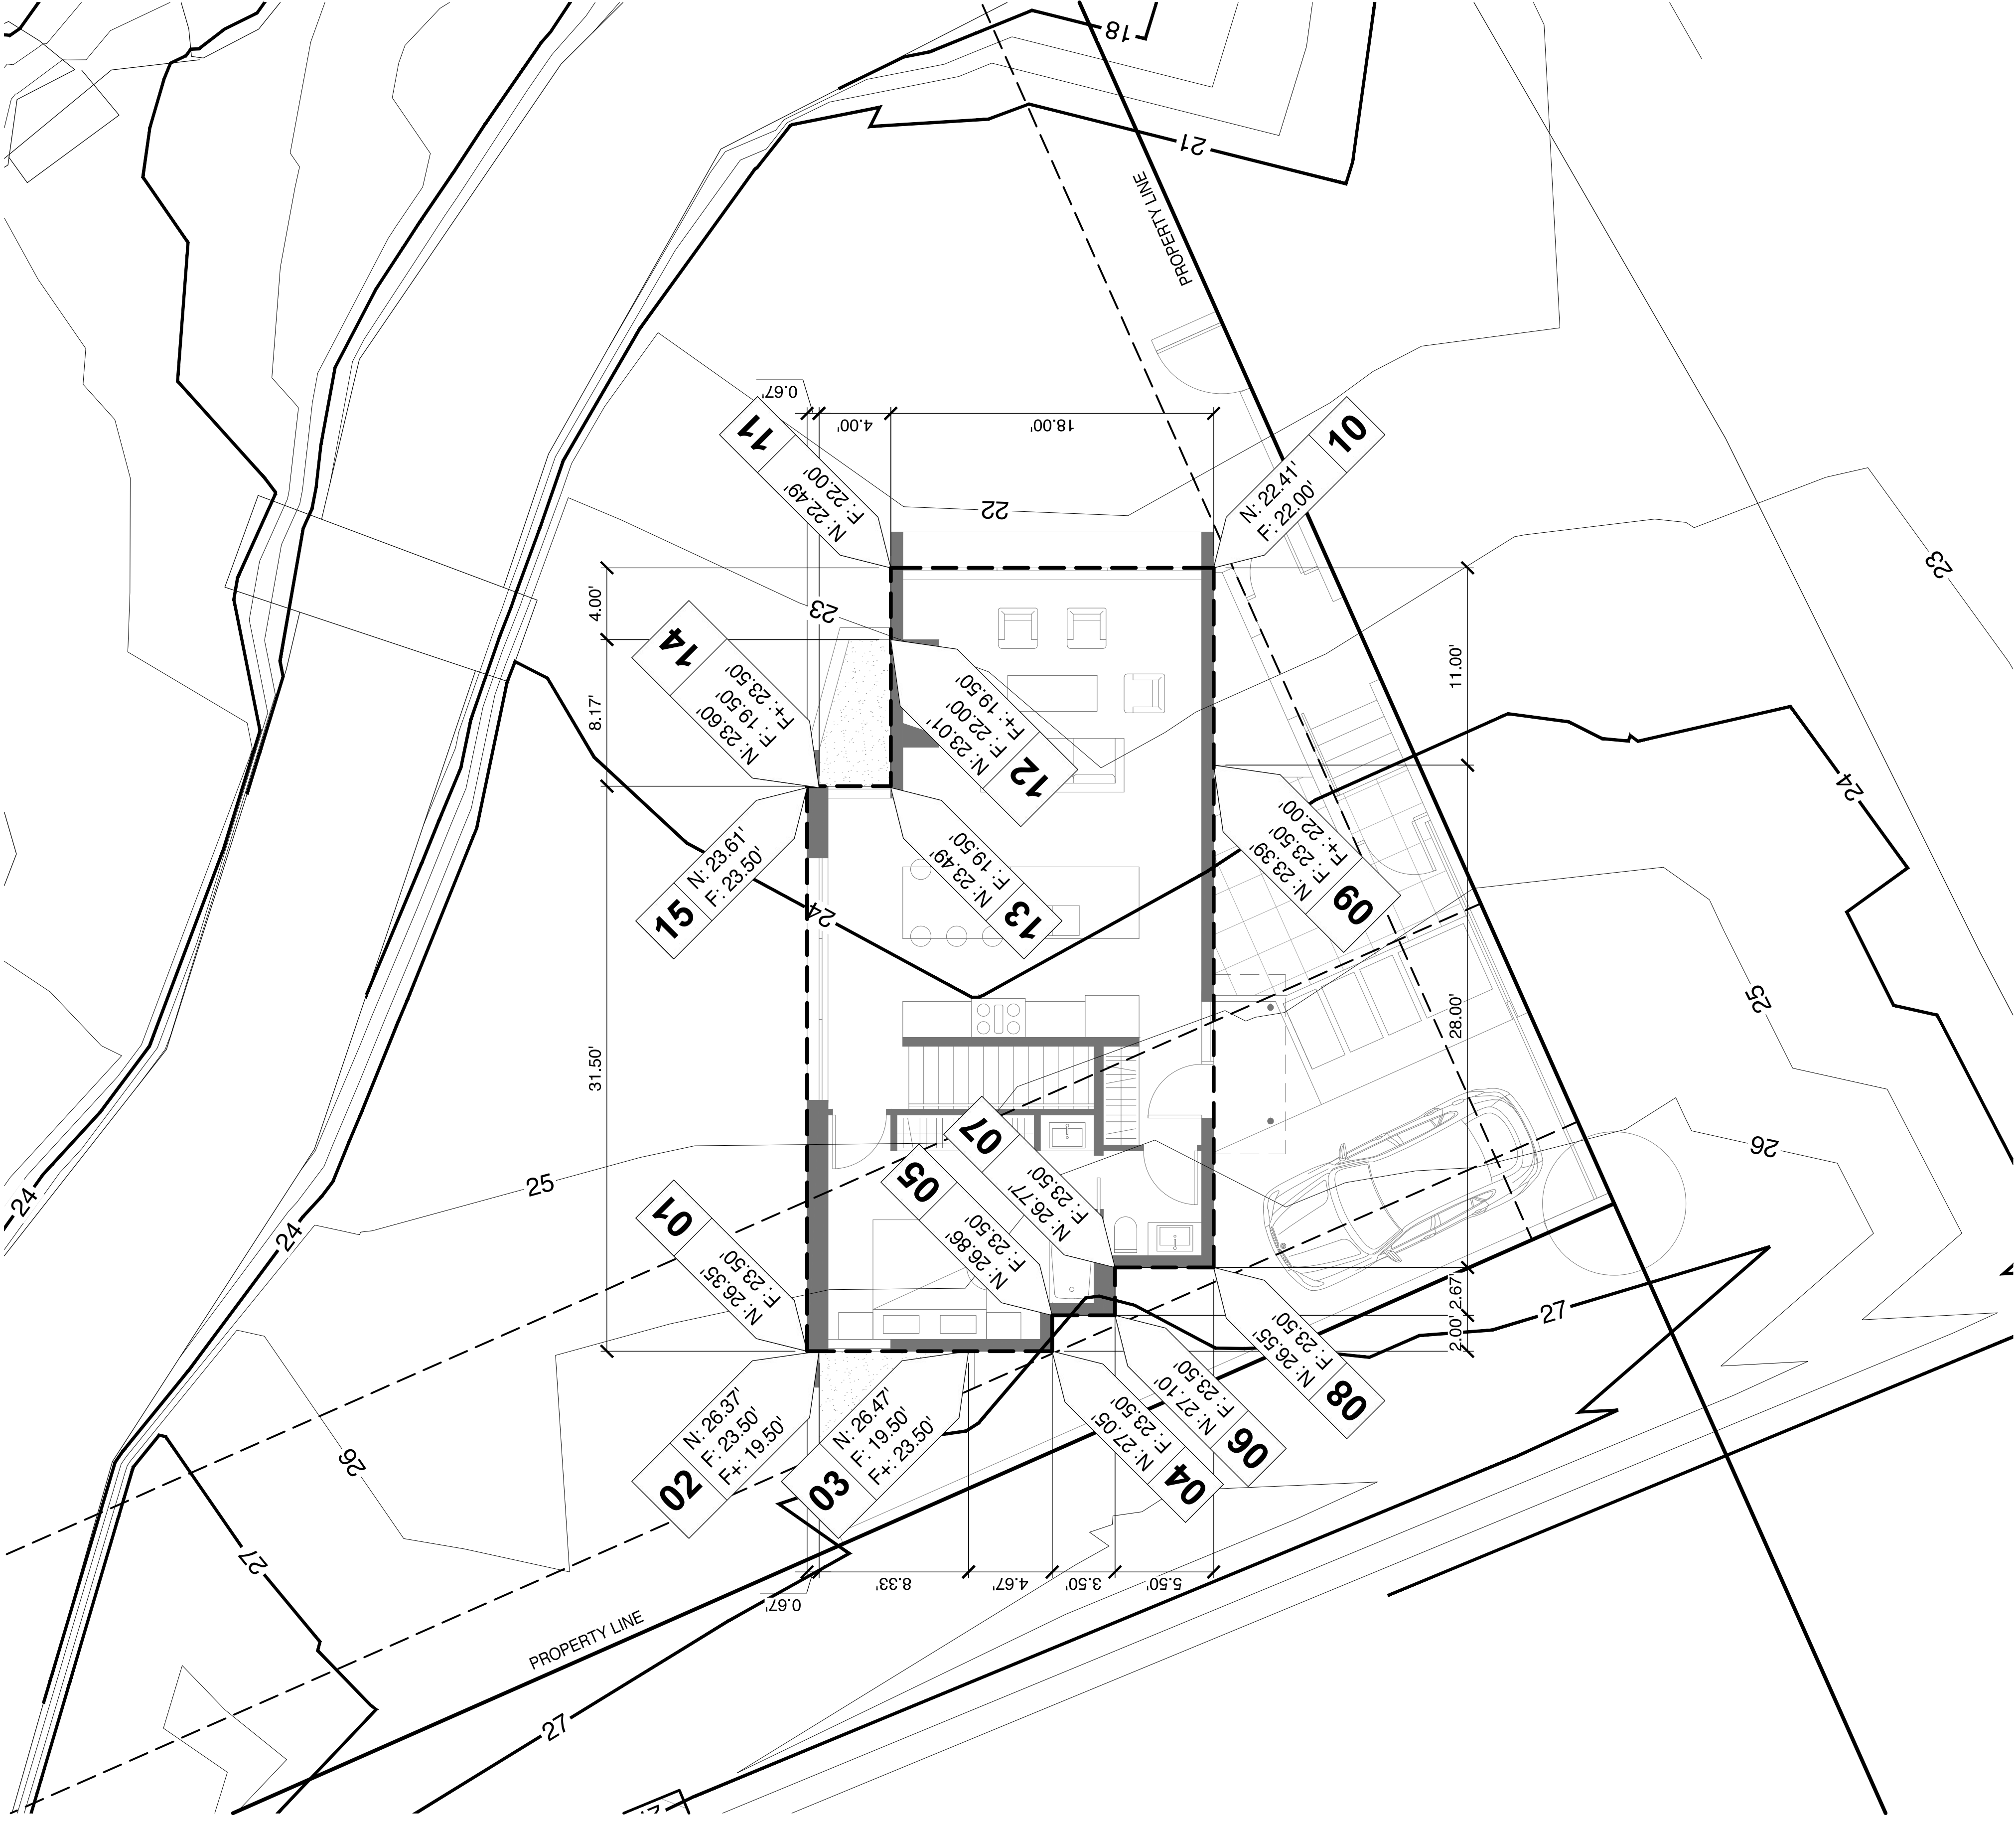 18
21
PROPERTY LINE
0.67'
4.00'
18.00'
11
N: 22.49'
F: 22.00'
10
N: 22.41'
F: 22.00'
22
23
4.00'
23
14
N: 23.60'
F: 19.50'
F+: 23.50'
8.17'
11.00'
12
N: 23.01'
F: 22.00'
F+: 19.50'
24
15
N: 23.61'
F: 23.50'
24
13
N: 23.49'
F: 19.50'
09
N: 23.39'
F: 23.50'
F+: 22.00'
25
28.00'
31.50'
26
24
25
24
01
N: 26.35'
F: 23.50'
05
N: 26.86'
F: 23.50'
07
N: 26.77'
F: 23.50'
2.67'
2.00'
27
26
02
N: 26.37'
F: 23.50'
F+: 19.50'
03
N: 26.47'
F: 19.50'
F+: 23.50'
04
N: 27.05'
F: 23.50'
06
N: 27.10'
F: 23.50'
08
N: 26.55'
F: 23.50'
27
0.67'
8.33'
4.67'
3.50'
5.50'
PROPERTY LINE
27